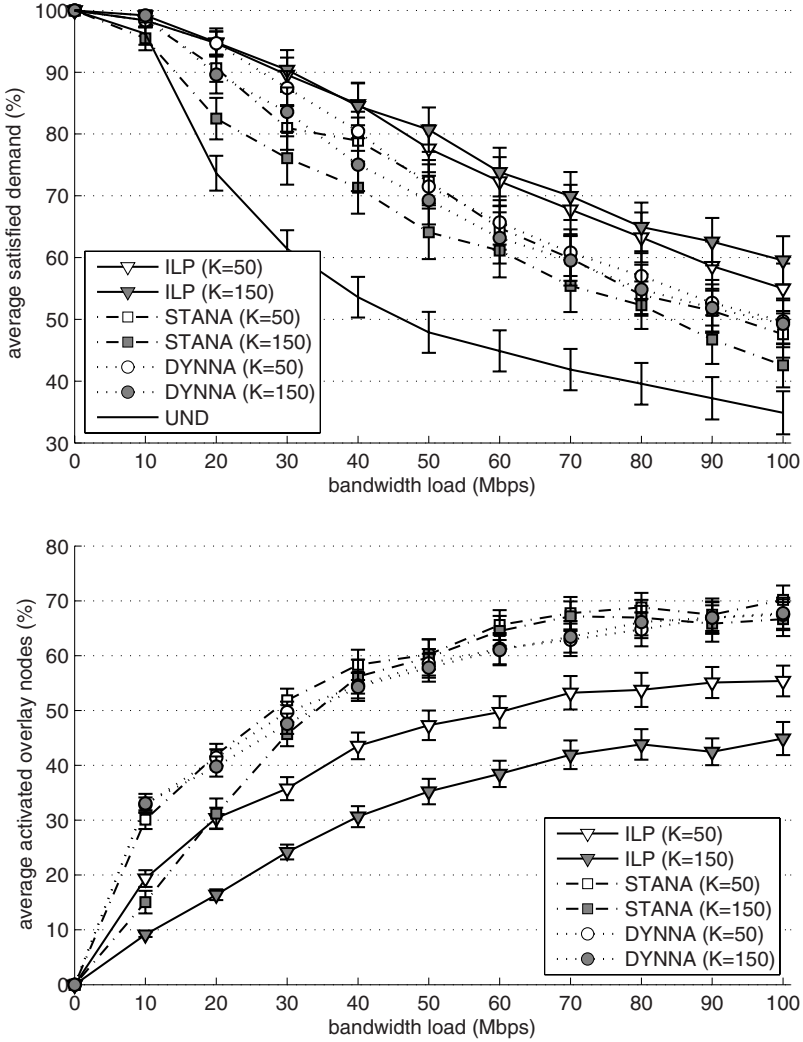 100
90
80
70
60
50
40
30
average satisfied demand (%)
ILP (K=50)
ILP (K=150)
STANA (K=50)
STANA (K=150)
DYNNA (K=50)
DYNNA (K=150)
UND
0 10 20 30 40 50 60 70 80 90 100
bandwidth load (Mbps)
80
70
60
50
40
30
20
10
0
average activated overlay nodes (%)
ILP (K=50)
ILP (K=150)
STANA (K=50)
STANA (K=150)
DYNNA (K=50)
DYNNA (K=150)
0 10 20 30 40 50 60 70 80 90 100
bandwidth load (Mbps)